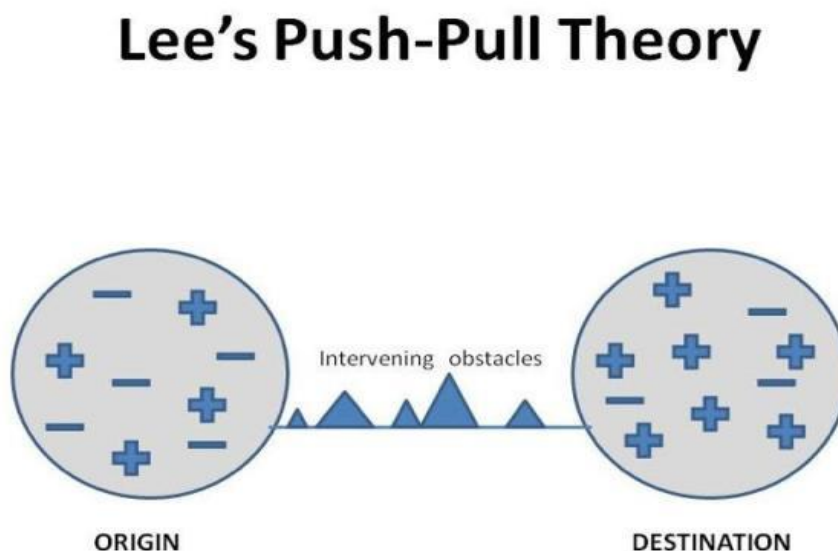 Lee’s Push-Pull Theory
Intervening obstacles
ORIGIN
DESTINATION